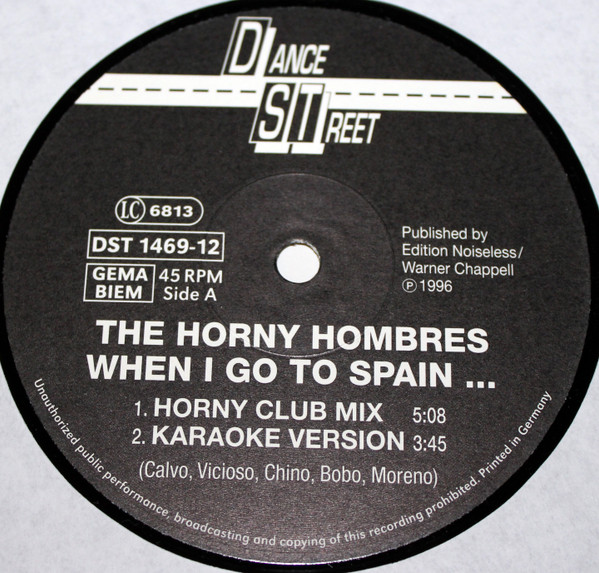 DANCE
STREET
LC 6813
DST 1469-12
GEMA
BIEM
45 RPM
Side A
Published by
Edition Noiseless/
Warner Chappell
Ⓟ 1996
THE HORNY HOMBRES
WHEN I GO TO SPAIN ...
1. HORNY CLUB MIX 5:08
2. KARAOKE VERSION 3:45
(Calvo, Vicioso, Chino, Bobo, Moreno)
Unauthorized public performance, broadcasting and copying of this recording prohibited. Printed in Germany